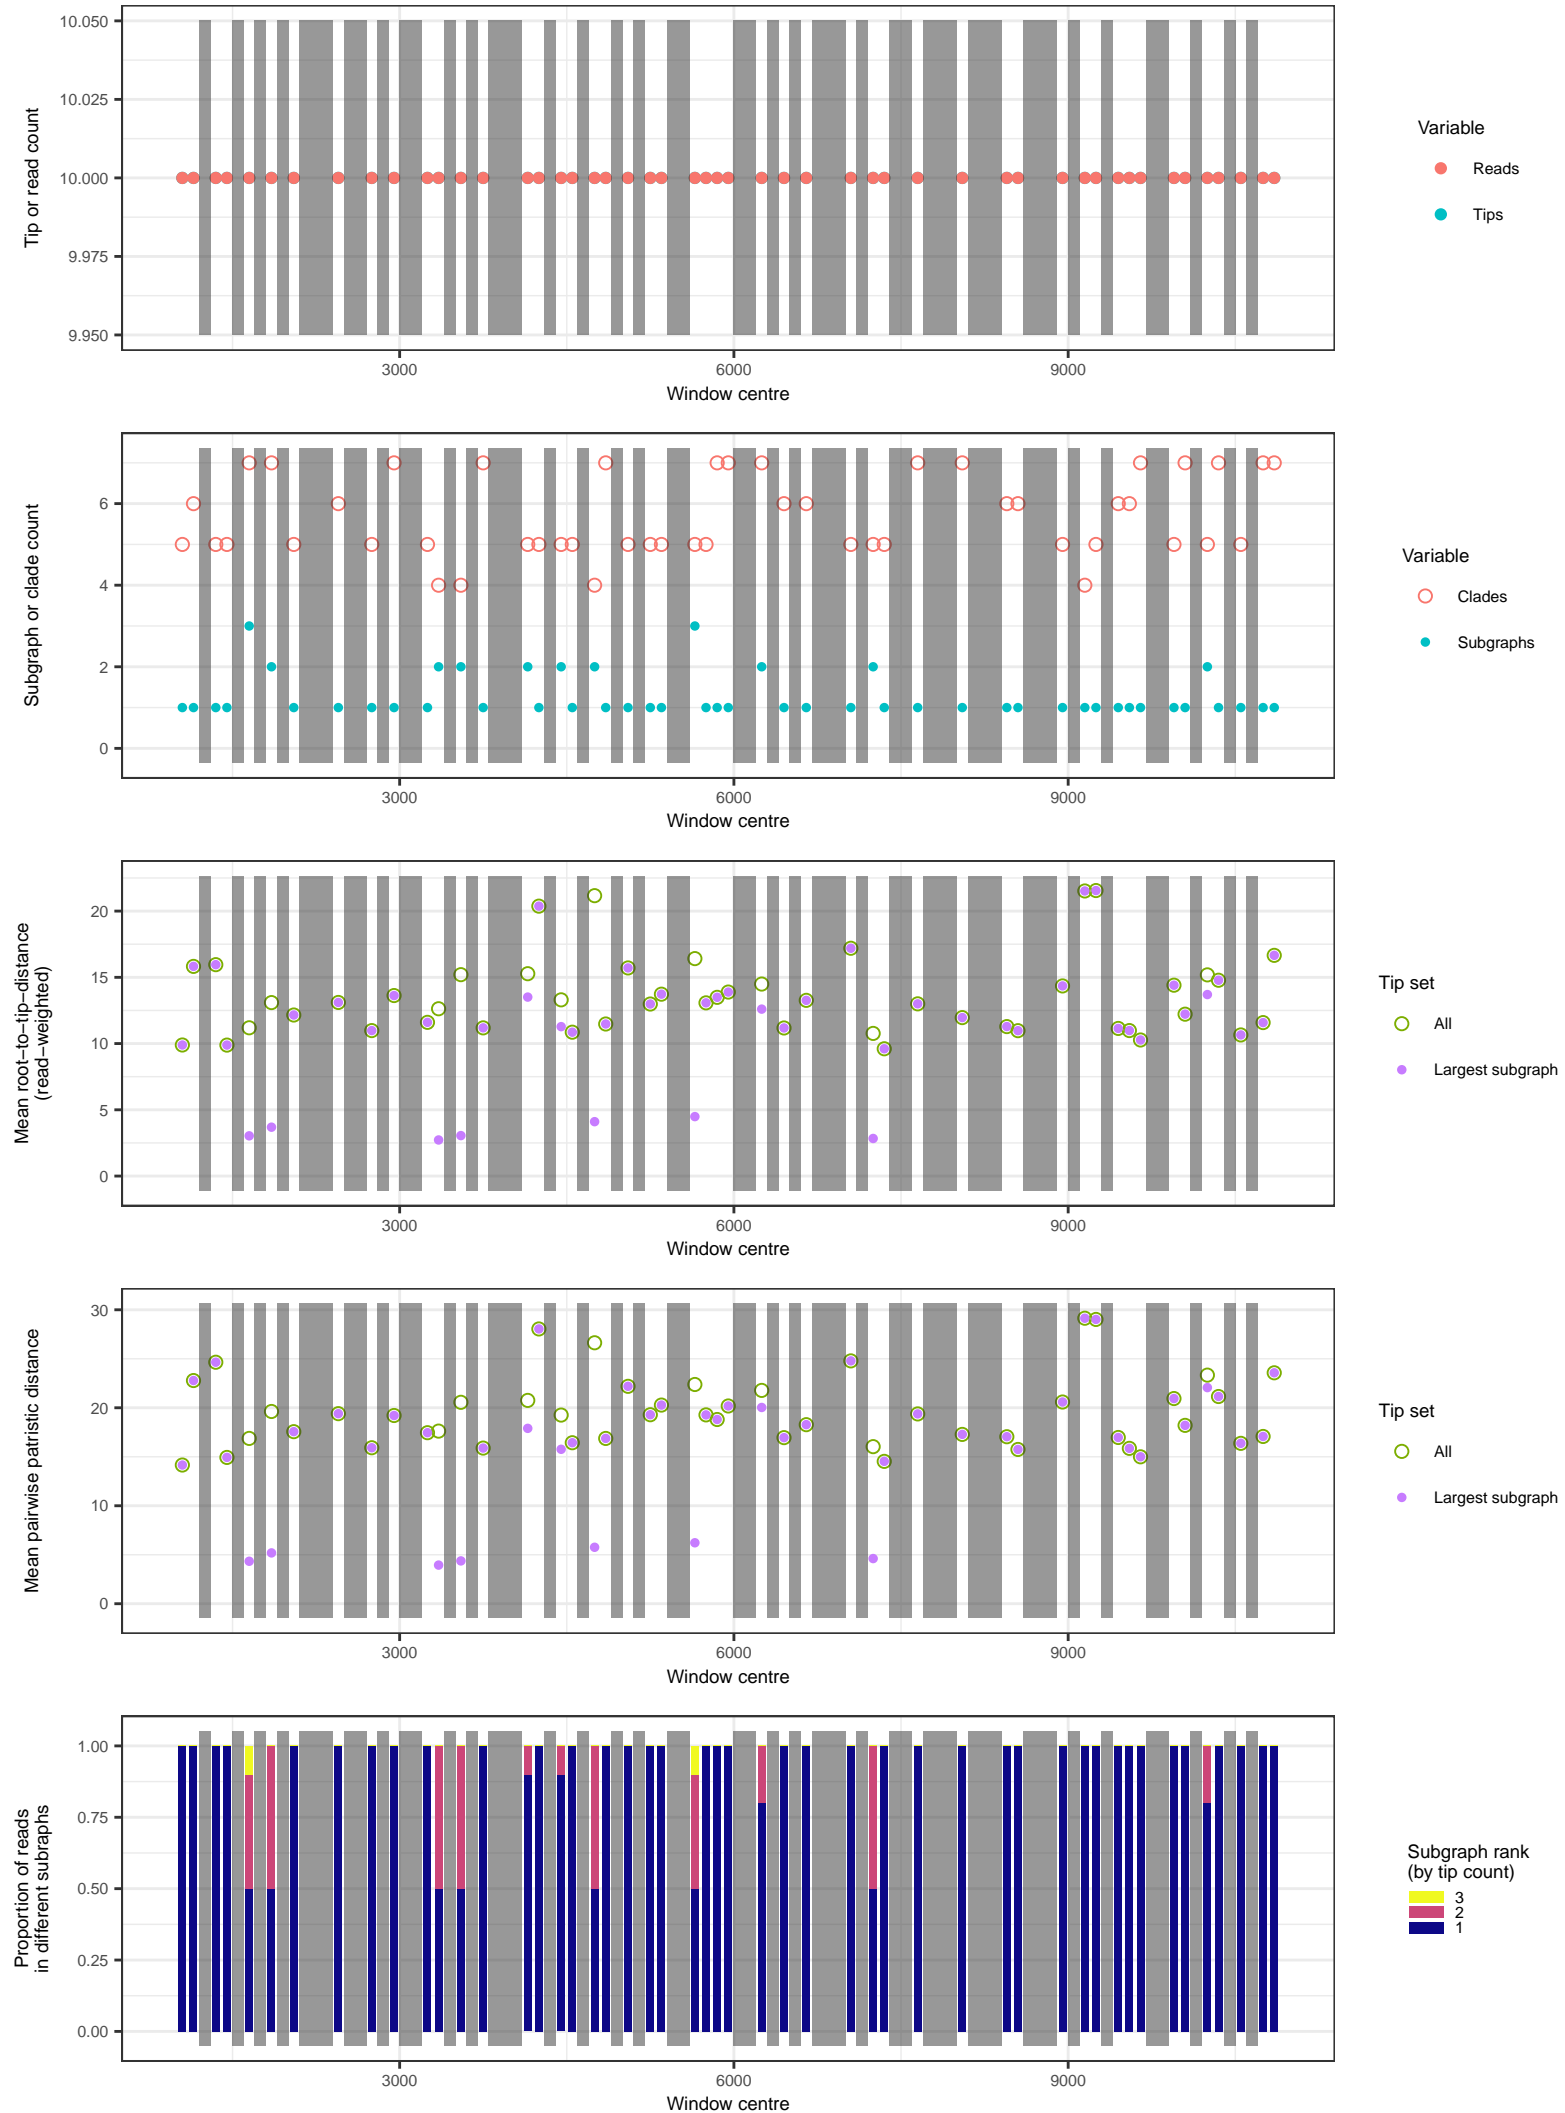 10.050
10.025
10.000
9.975
9.950
Tip or read count
3000 6000 9000
Window centre
Variable
Reads
Tips
6
4
2
0
Subgraph or clade count
3000 6000 9000
Window centre
Variable
Clades
Subgraphs
20
15
10
5
0
Mean root−to−tip−distance
(read−weighted)
3000 6000 9000
Window centre
Tip set
All
Largest subgraph
30
20
10
0
Mean pairwise patristic distance
3000 6000 9000
Window centre
Tip set
All
Largest subgraph
1.00
0.75
0.50
0.25
0.00
Proportion of reads
in different subraphs
3000 6000 9000
Window centre
Subgraph rank
(by tip count)
3
2
1